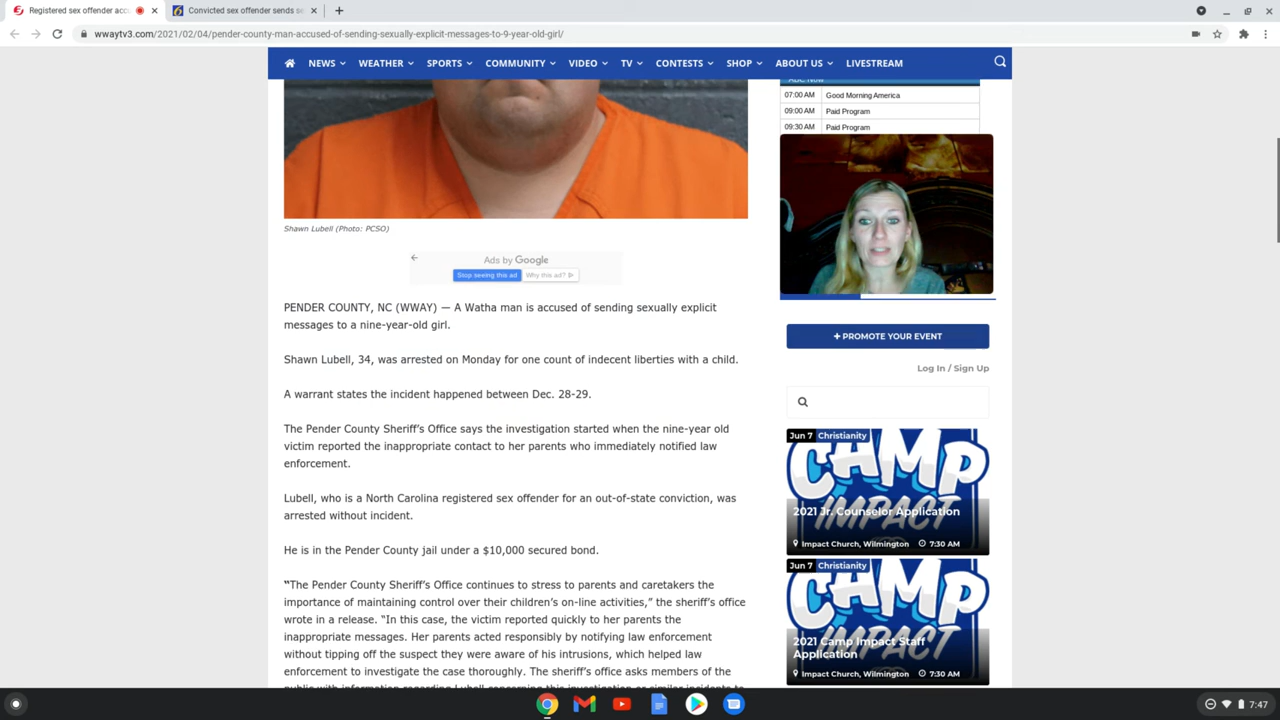 Registered sex offender acc
Convicted sex offender sends se
wwaytv3.com/2021/02/04/pender-county-man-accused-of-sending-sexually-explicit-messages-to-9-year-old-girl/
NEWS WEATHER SPORTS COMMUNITY VIDEO TV CONTESTS SHOP ABOUT US LIVESTREAM
ABC Now
07:00 AM Good Morning America
09:00 AM Paid Program
09:30 AM Paid Program
Shawn Lubell (Photo: PCSO)
Ads by Google
Stop seeing this ad Why this ad?
PENDER COUNTY, NC (WWAY) — A Watha man is accused of sending sexually explicit
messages to a nine-year-old girl.
Shawn Lubell, 34, was arrested on Monday for one count of indecent liberties with a child.
A warrant states the incident happened between Dec. 28-29.
The Pender County Sheriff's Office says the investigation started when the nine-year old
victim reported the inappropriate contact to her parents who immediately notified law
enforcement.
Lubell, who is a North Carolina registered sex offender for an out-of-state conviction, was
arrested without incident.
He is in the Pender County jail under a $10,000 secured bond.
“The Pender County Sheriff's Office continues to stress to parents and caretakers the
importance of maintaining control over their children's on-line activities,” the sheriff's office
wrote in a release. “In this case, the victim reported quickly to her parents the
inappropriate messages. Her parents acted responsibly by notifying law enforcement
without tipping off the suspect they were aware of his intrusions, which helped law
enforcement to investigate the case thoroughly. The sheriff's office asks members of the
public with information regarding Lubell concerning this investigation or similar incidents to
+ PROMOTE YOUR EVENT
Log In / Sign Up
Jun 7 Christianity
CAMP
IMPACT
2021 Jr. Counselor Application
Impact Church, Wilmington 7:30 AM
Jun 7 Christianity
CAMP
IMPACT
2021 Camp Impact Staff
Application
Impact Church, Wilmington 7:30 AM
7:47